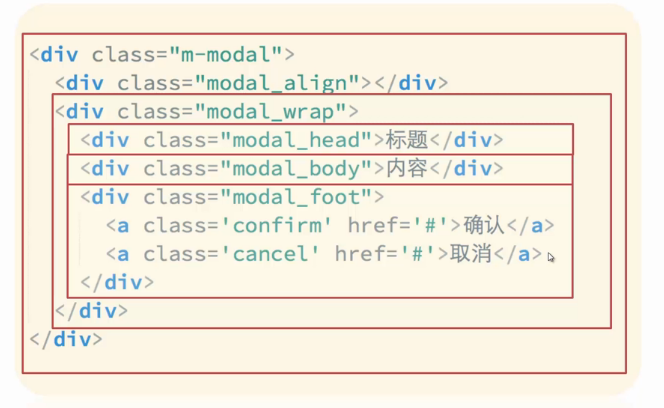 <div class="m-modal">
<div class="modal_align"></div>
<div class="modal_wrap">
<div class="modal_head">标题</div>
<div class="modal_body">内容</div>
<div class="modal_foot">
<a class='confirm' href='#'>确认</a>
<a class='cancel' href='#'>取消</a>
</div>
</div>
</div>